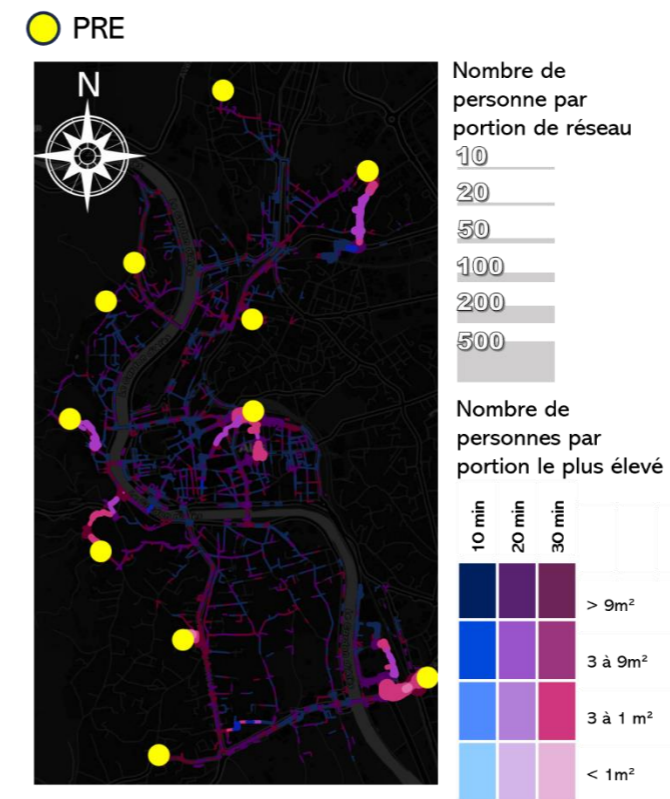 PRE
N
Nombre de
personne par
portion de réseau
10
20
50
100
200
500
Nombre de
personnes par
portion le plus élevé
10 min
20 min
30 min
> 9m²
3 à 9m²
3 à 1 m²
< 1m²